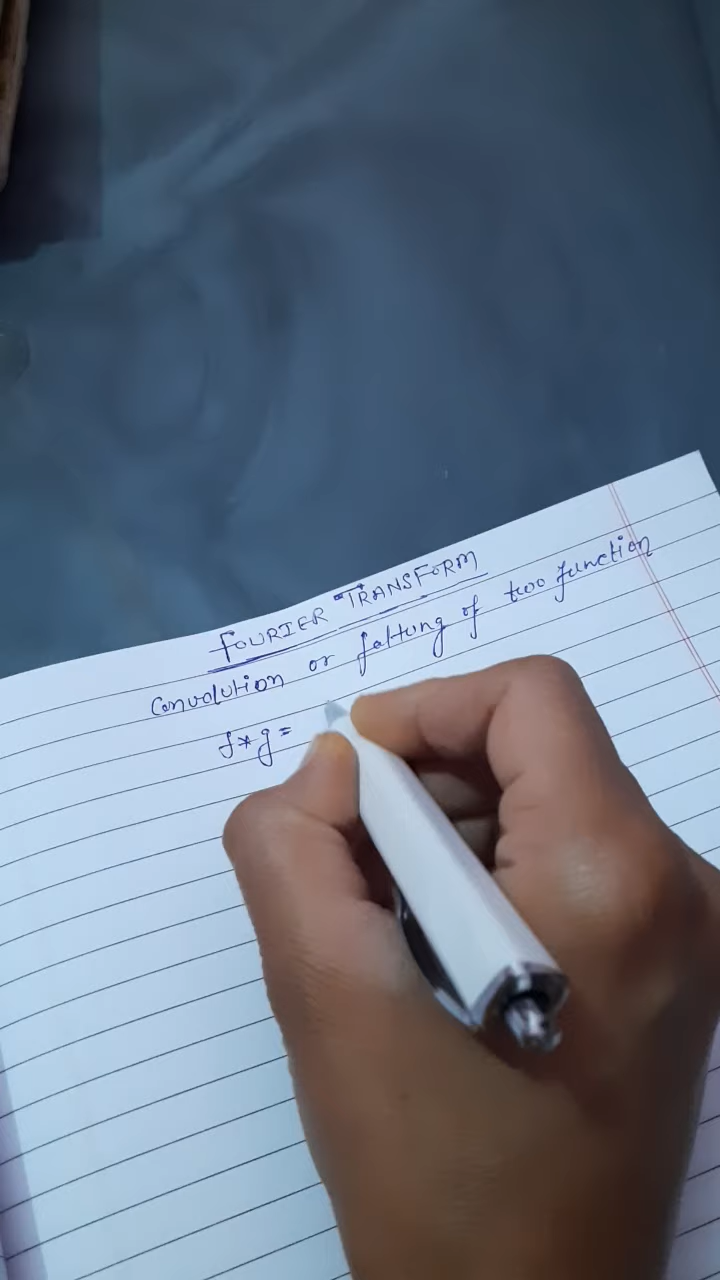 FOURIER TRANSFORM
Convolution or faltung of two function
f*g=